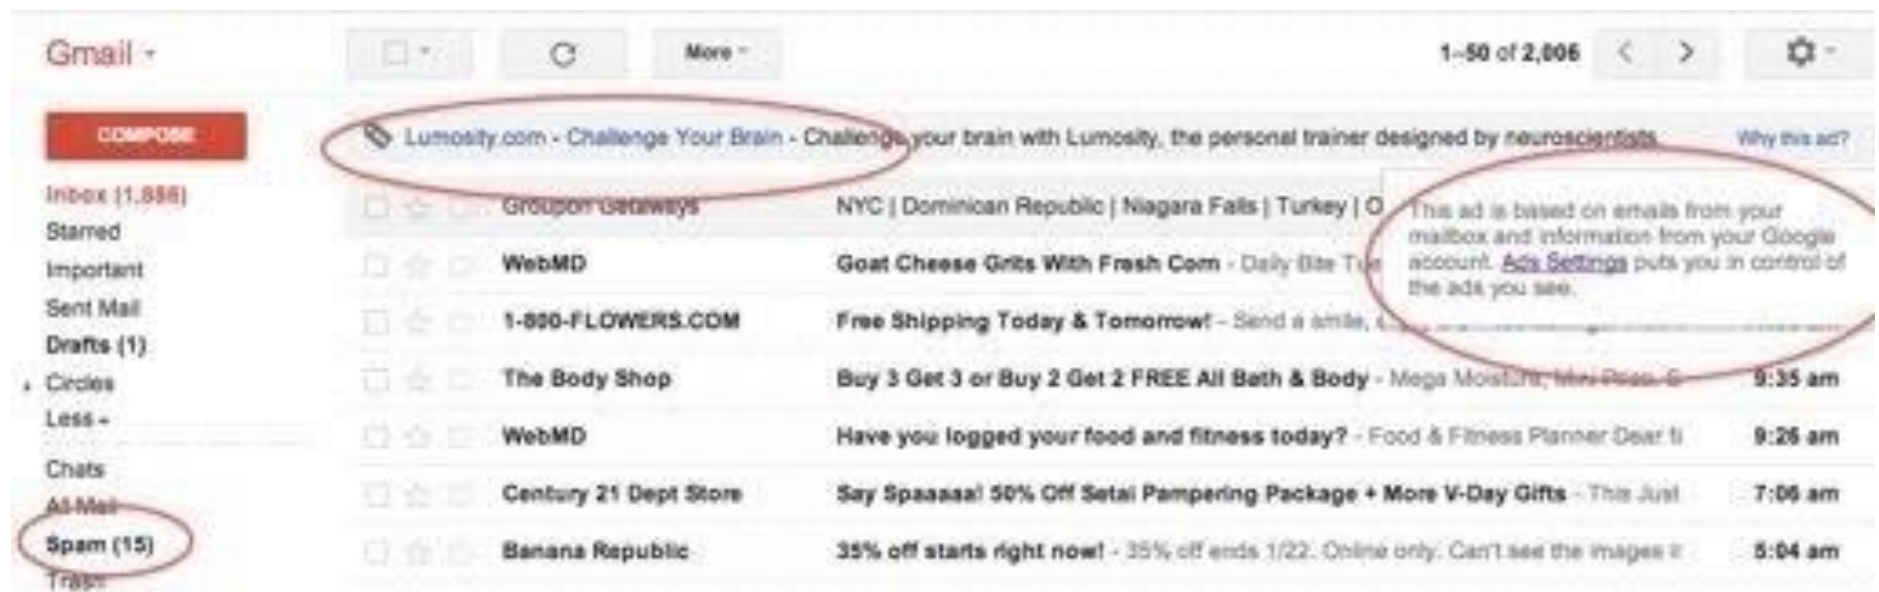 Gmail
More
1–50 of 2,006
COMPOSE
Lumosity.com - Challenge Your Brain - Challenge your brain with Lumosity, the personal trainer designed by neuroscientists
Why this ad?
Inbox (1,886)
Starred
Important
Sent Mail
Drafts (1)
Circles
Less
Chats
All Mail
Spam (15)
Trash
Groupon Getaways NYC | Dominican Republic | Niagara Falls | Turkey | O
WebMD Goat Cheese Grits With Fresh Corn - Daily Bite Tue
1-800-FLOWERS.COM Free Shipping Today & Tomorrow! - Send a smile,
The Body Shop Buy 3 Get 3 or Buy 2 Get 2 FREE All Bath & Body - Mega Moisture, 9:35 am
WebMD Have you logged your food and fitness today? - Food & Fitness Planner Dear 9:26 am
Century 21 Dept Store Say Spaaaaa! 50% Off Setai Pampering Package + More V-Day Gifts - This Just 7:06 am
Banana Republic 35% off starts right now! - 35% off ends 1/22. Online only. Can't see the images 5:04 am
This ad is based on emails from your
mailbox and information from your Google
account. Ads Settings puts you in control of
the ads you see.